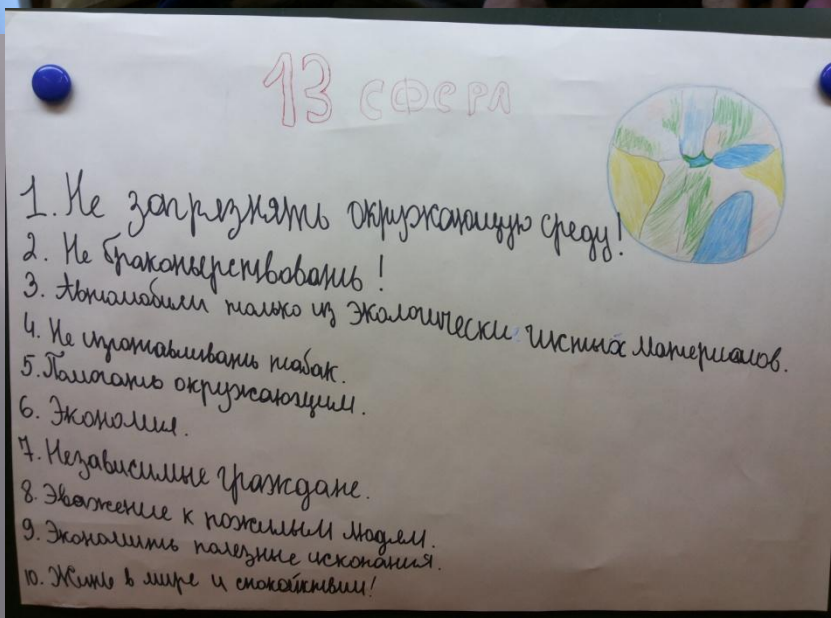 13 сфера
1. Не загрязнять окружающую среду!
2. Не браконьерствовать!
3. Автомобили только из экологически чистых материалов.
4. Не изготавливать табак.
5. Помогать окружающим.
6. Экономия.
7. Независимые граждане.
8. Уважение к пожилым людям.
9. Экономить полезные ископания.
10. Жить в мире и спокойствии!